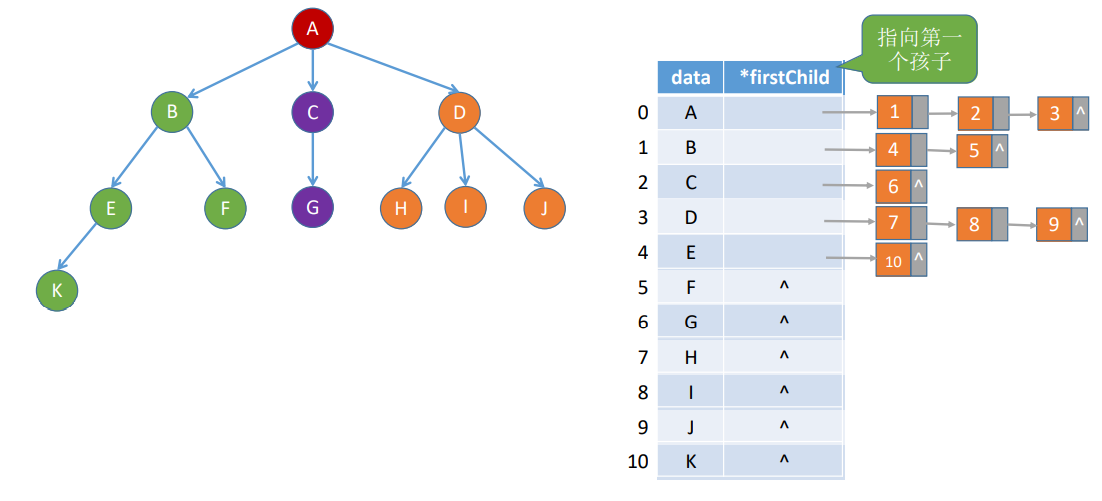 A
B
C
D
E
F
G
H
I
J
K
指向第一
个孩子
data *firstChild
0 A 1 2 3 ^
1 B 4 5 ^
2 C 6 ^
3 D 7 8 9 ^
4 E 10 ^
5 F ^
6 G ^
7 H ^
8 I ^
9 J ^
10 K ^